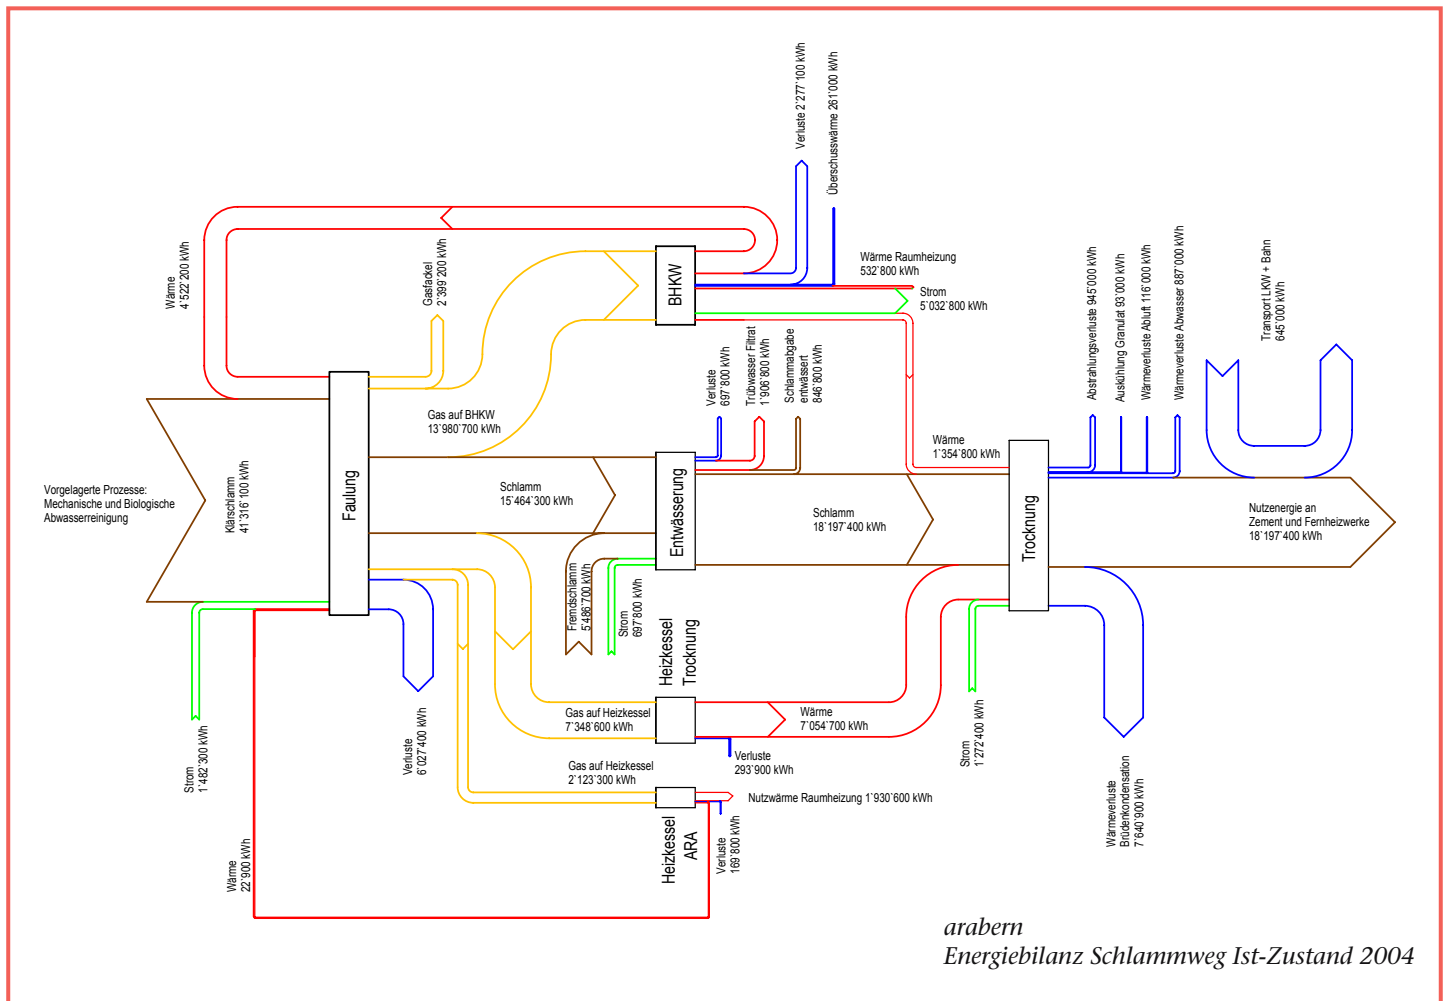 Verluste 2`277`100 kWh
Überschusswärme 261'000 kWh
Wärme
4`522`200 kWh
Gasfackel
2`399`200 kWh
BHKW
Wärme Raumheizung
532`800 kWh
Strom
5`032`800 kWh
Abstrahlungsverluste 945'000 kWh
Auskühlung Granulat 93'000 kWh
Wärmeverluste Abluft 116'000 kWh
Wärmeverluste Abwasser 887'000 kWh
Transport LKW + Bahn
645'000 kWh
Verluste
697`800 kWh
Trübwasser Filtrat
1`906`800 kWh
Schlammabgabe
entwässert
846`800 kWh
Gas auf BHKW
13`980`700 kWh
Wärme
1`354`800 kWh
Vorgelagerte Prozesse:
Mechanische und Biologische
Abwasserreinigung
Klärschlamm
41`316`100 kWh
Faulung
Schlamm
15`464`300 kWh
Entwässerung
Schlamm
18`197`400 kWh
Trocknung
Nutzenergie an
Zement und Fernheizwerke
18`197`400 kWh
Fremdschlamm
5`486`700 kWh
Strom
697`800 kWh
Heizkessel
Trocknung
Strom
1`482`300 kWh
Verluste
6`027`400 kWh
Gas auf Heizkessel
7`348`600 kWh
Wärme
7`054`700 kWh
Verluste
293`900 kWh
Strom
1`272`400 kWh
Wärmeverluste
Brüdenkondensation
7`640`900 kWh
Gas auf Heizkessel
2`123`300 kWh
Nutzwärme Raumheizung 1`930`600 kWh
Heizkessel
ARA
Verluste
169`800 kWh
Wärme
22`900 kWh
arabern
Energiebilanz Schlammweg Ist-Zustand 2004